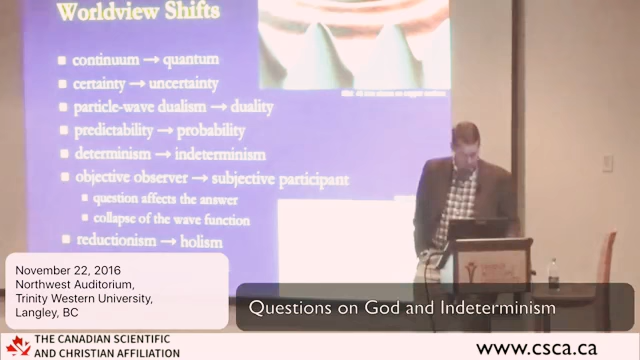 Worldview Shifts
continuum → quantum
certainty → uncertainty
particle-wave dualism → duality
predictability → probability
determinism → indeterminism
objective observer → subjective participant
question affects the answer
collapse of the wave function
reductionism → holism
November 22, 2016
Northwest Auditorium,
Trinity Western University,
Langley, BC
Questions on God and Indeterminism
THE CANADIAN SCIENTIFIC
AND CHRISTIAN AFFILIATION
www.csca.ca